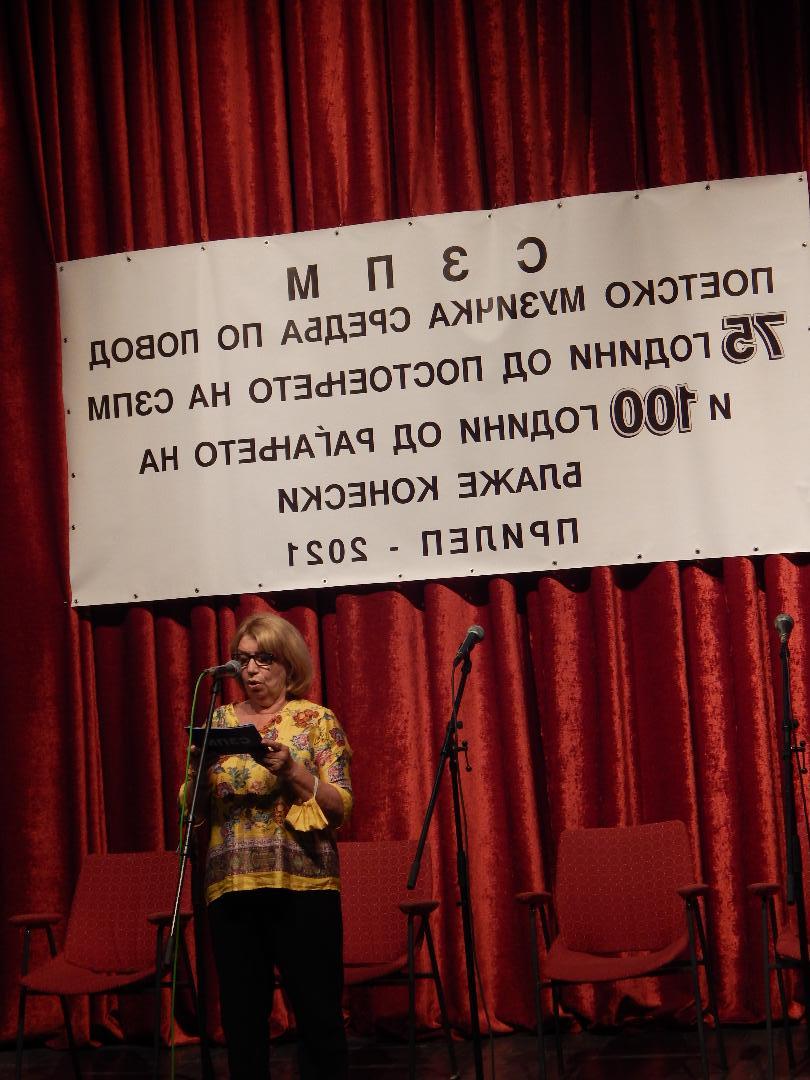 С З П М
ПОЕТСКО МУЗИЧКА СРЕДБА ПО ПОВОД
75 ГОДИНИ ОД ПОСТОЕЊЕТО НА СЗПМ
И 100 ГОДИНИ ОД РАЃАЊЕТО НА
БЛАЖЕ КОНЕСКИ
ПРИЛЕП - 2021
СЗПМ